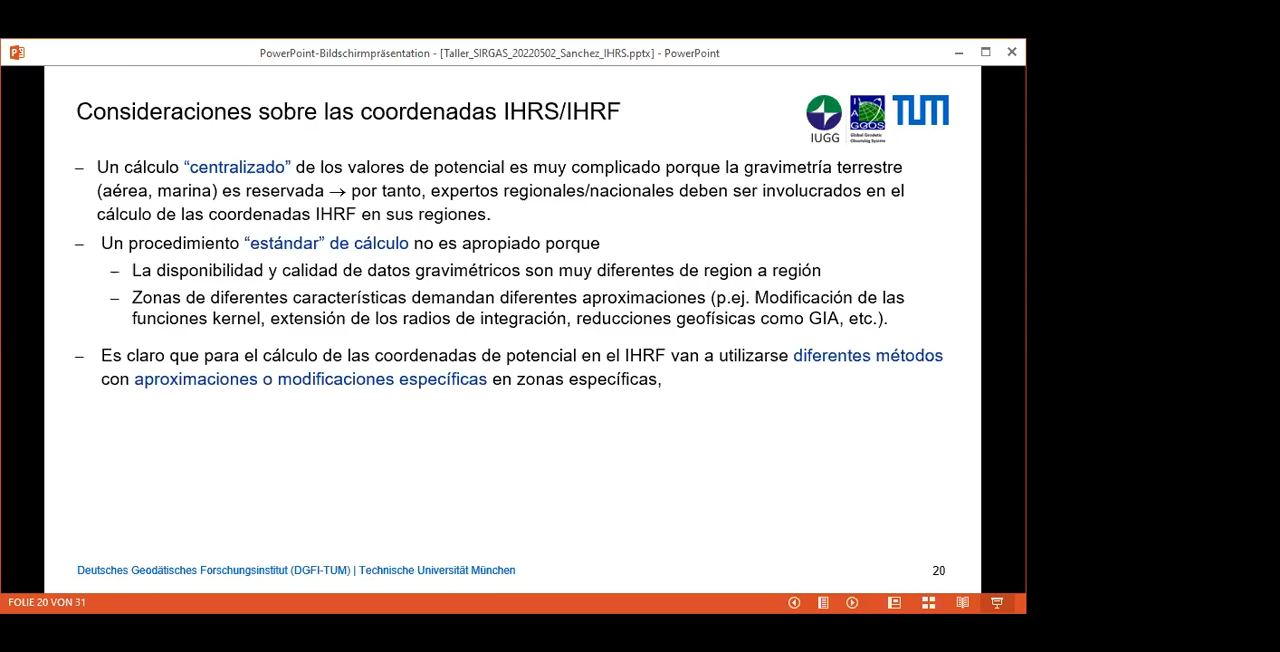 PowerPoint-Bildschirmpräsentation - [Taller_SIRGAS_20220502_Sanchez_IHRS.pptx] - PowerPoint
Consideraciones sobre las coordenadas IHRS/IHRF
IUGG
IAG
GGOS
Global Geodetic
Observing System
TUM
– Un cálculo “centralizado” de los valores de potencial es muy complicado porque la gravimetría terrestre
(aérea, marina) es reservada → por tanto, expertos regionales/nacionales deben ser involucrados en el
cálculo de las coordenadas IHRF en sus regiones.
– Un procedimiento “estándar” de cálculo no es apropiado porque
– La disponibilidad y calidad de datos gravimétricos son muy diferentes de region a región
– Zonas de diferentes características demandan diferentes aproximaciones (p.ej. Modificación de las
funciones kernel, extensión de los radios de integración, reducciones geofísicas como GIA, etc.).
– Es claro que para el cálculo de las coordenadas de potencial en el IHRF van a utilizarse diferentes métodos
con aproximaciones o modificaciones específicas en zonas específicas,
Deutsches Geodätisches Forschungsinstitut (DGFI-TUM) | Technische Universität München
20
FOLIE 20 VON 31